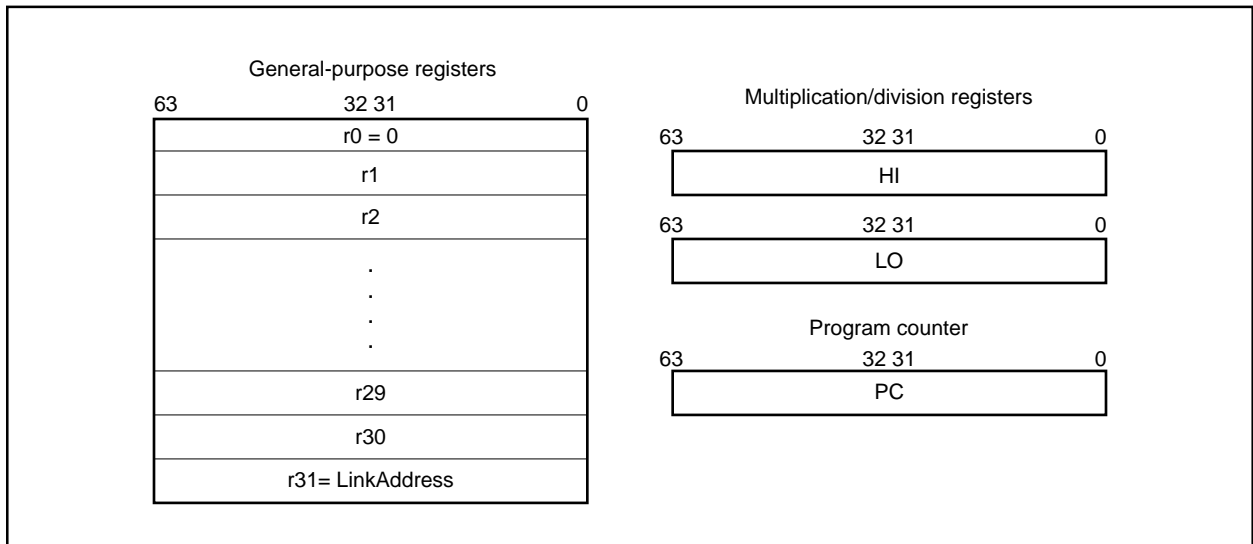 General-purpose registers
63 32 31 0
r0 = 0
r1
r2
.
.
.
.
r29
r30
r31= LinkAddress
Multiplication/division registers
63 32 31 0
HI
63 32 31 0
LO
Program counter
63 32 31 0
PC